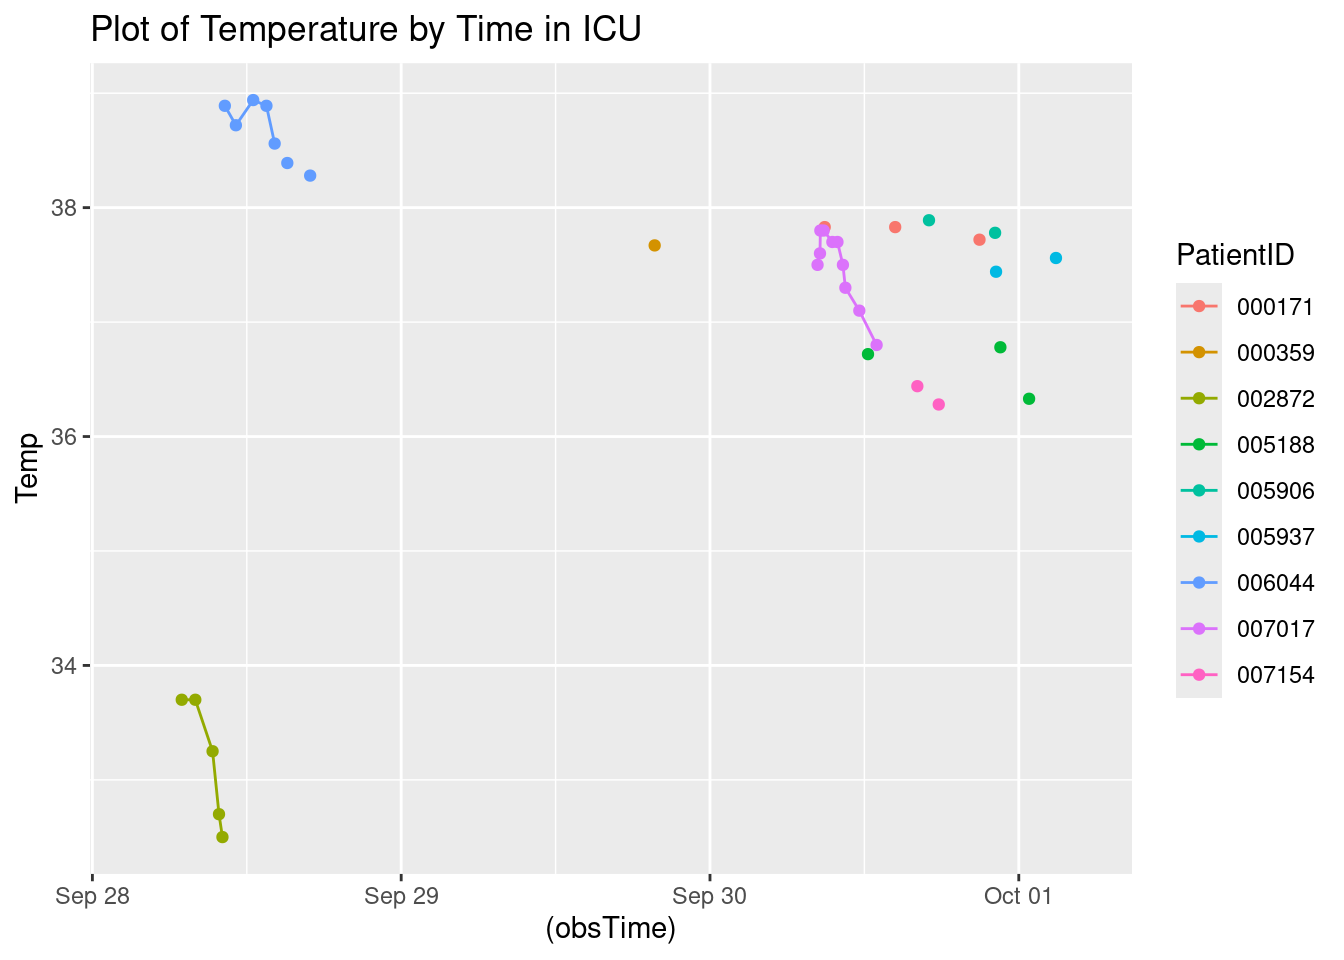 Plot of Temperature by Time in ICU
Temp
38
36
34
Sep 28
Sep 29
Sep 30
Oct 01
(obsTime)
PatientID
000171
000359
002872
005188
005906
005937
006044
007017
007154